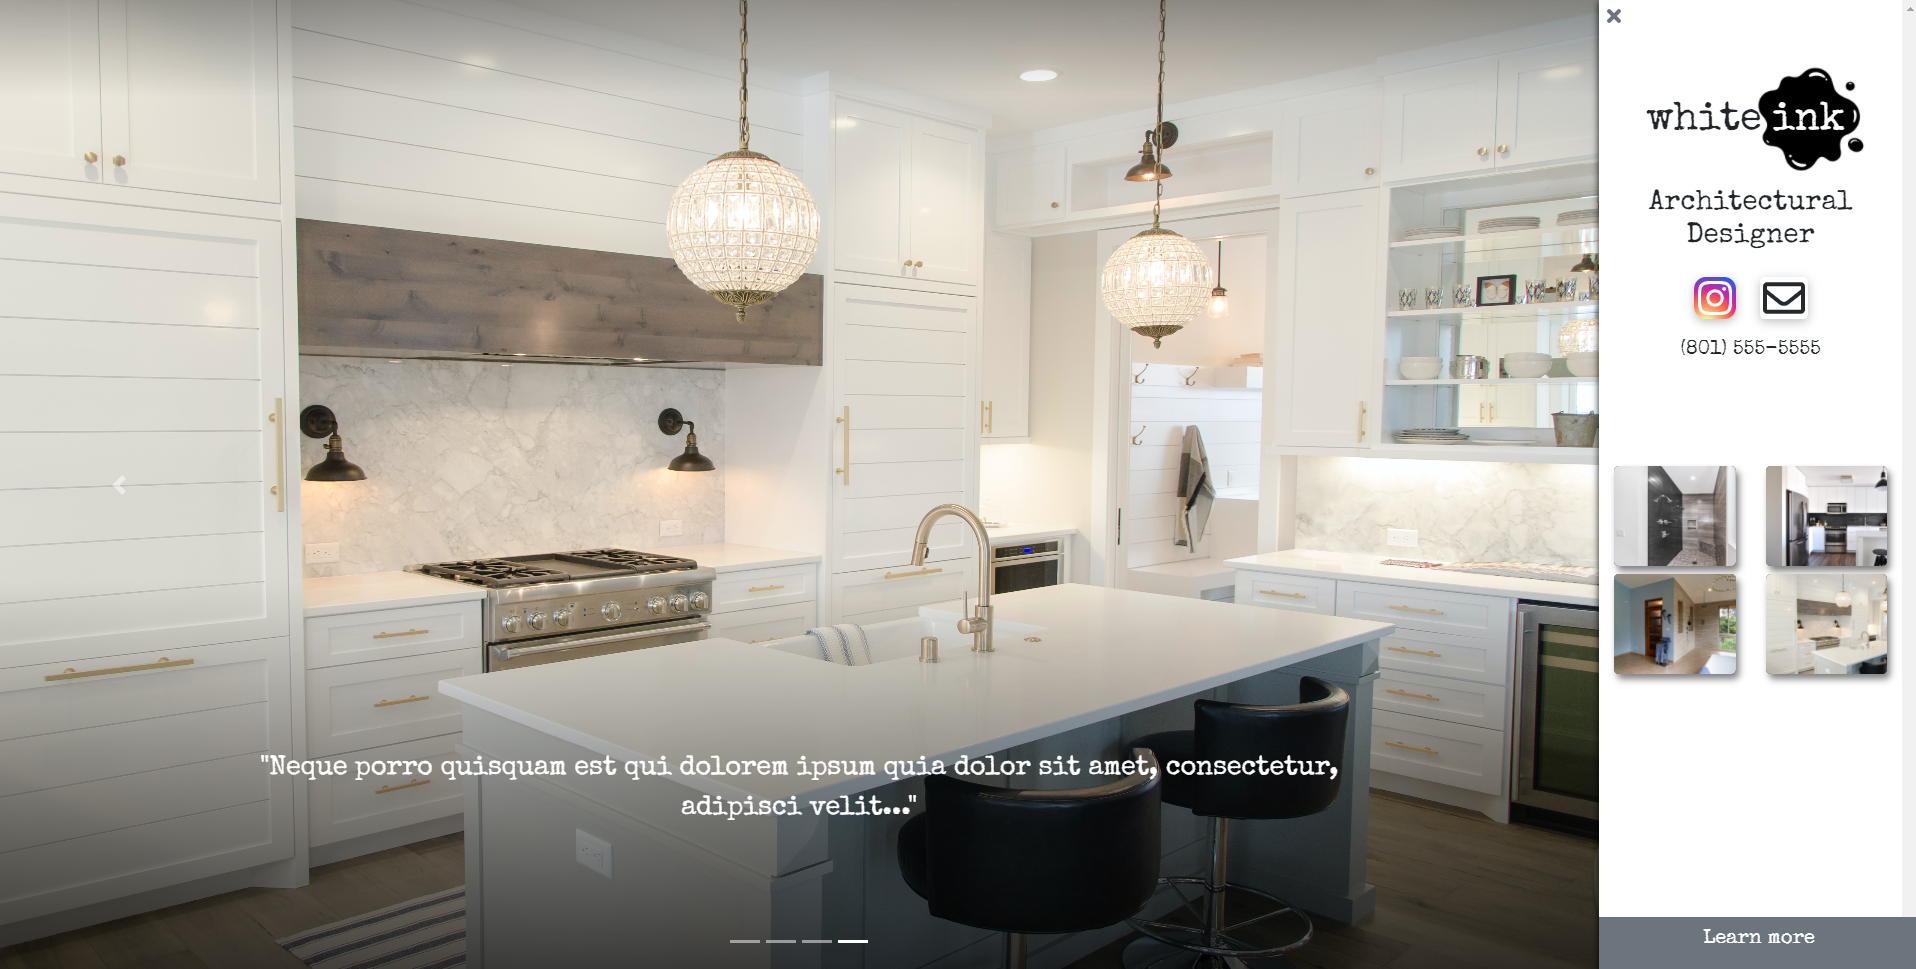 white ink
Architectural
Designer
(801) 555-5555
"Neque porro quisquam est qui dolorem ipsum quia dolor sit amet, consectetur,
adipisci velit..."
Learn more